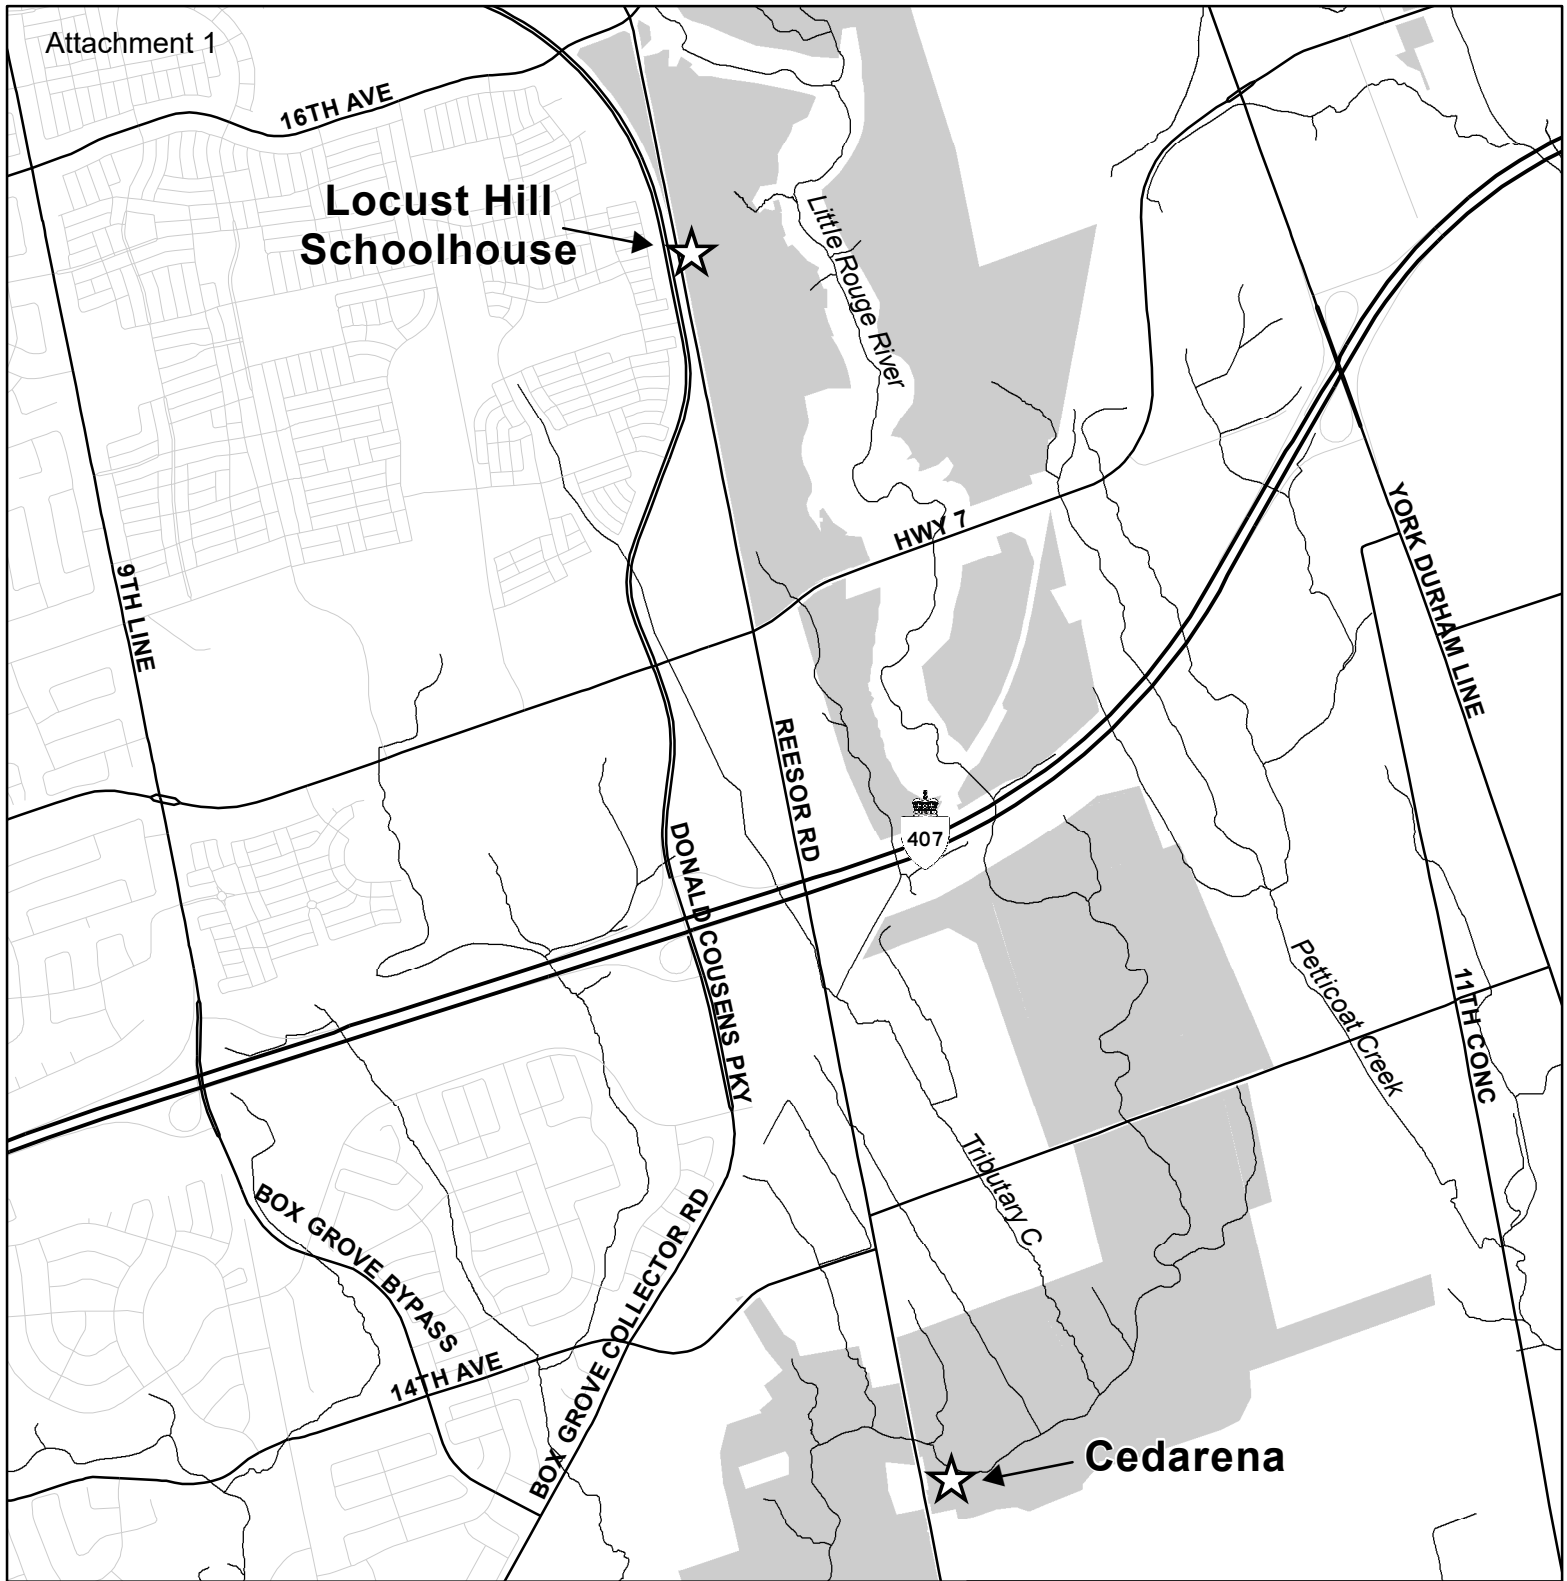 Attachment 1
16TH AVE
Locust Hill
Schoolhouse
Little Rouge River
HWY 7
YORK DURHAM LINE
9TH LINE
REESOR RD
407
DONALD COUSENS PKY
Petticoat Creek
11TH CONC
Tributary C
BOX GROVE BYPASS
BOX GROVE COLLECTOR RD
14TH AVE
Cedarena